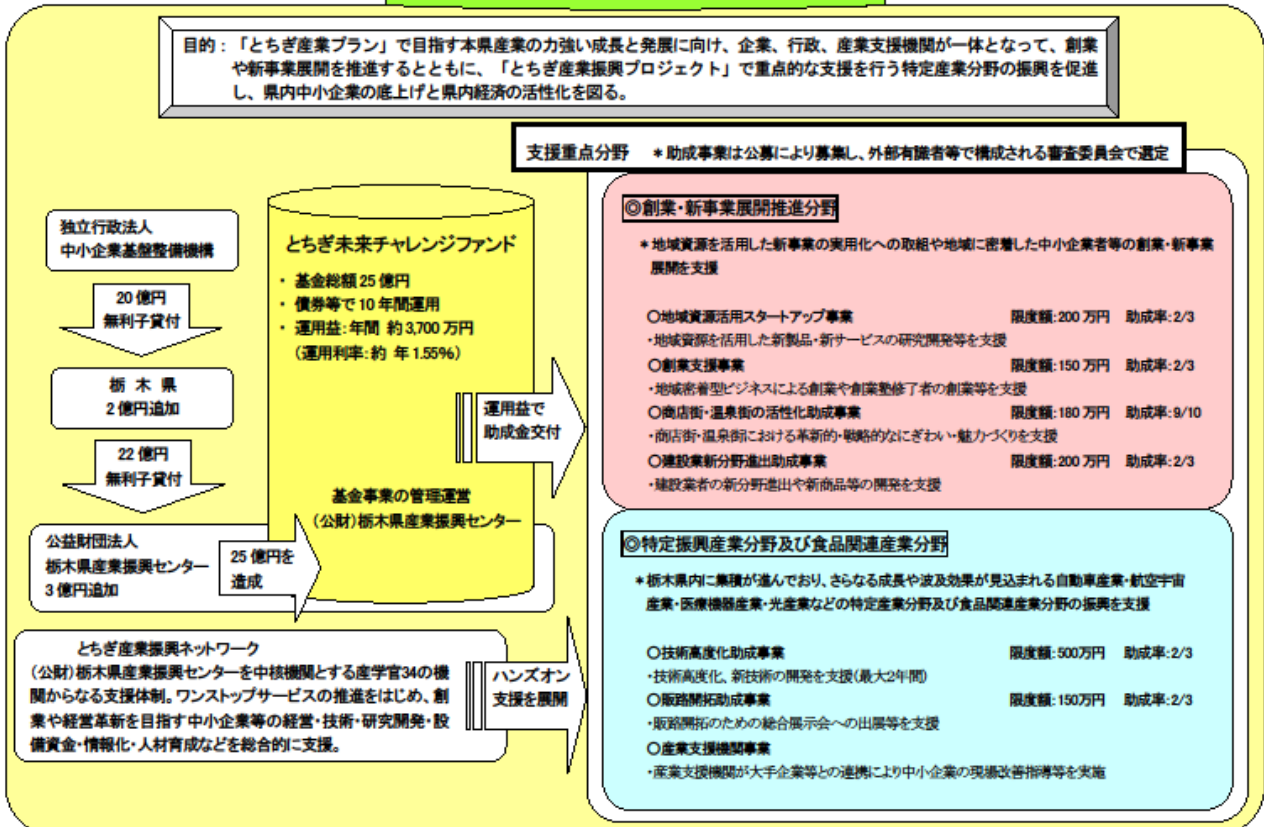 目的：「とちぎ産業プラン」で目指す本県産業の力強い成長と発展に向け、企業、行政、産業支援機関が一体となって、創業
や新事業展開を推進するとともに、「とちぎ産業振興プロジェクト」で重点的な支援を行う特定産業分野の振興を促進
し、県内中小企業の底上げと県内経済の活性化を図る。
支援重点分野　＊助成事業は公募により募集し、外部有識者等で構成される審査委員会で選定
独立行政法人
中小企業基盤整備機構
20億円
無利子貸付
栃 木 県
2億円追加
22億円
無利子貸付
公益財団法人
栃木県産業振興センター
3億円追加
25億円を
造成
とちぎ未来チャレンジファンド
・ 基金総額25億円
・ 債券等で10年間運用
・ 運用益：年間 約3,700万円
（運用利率：約 年1.55%）
基金事業の管理運営
（公財）栃木県産業振興センター
運用益で
助成金交付
とちぎ産業振興ネットワーク
（公財）栃木県産業振興センターを中核機関とする産学官34の機
関からなる支援体制。ワンストップサービスの推進をはじめ、創
業や経営革新を目指す中小企業等の経営・技術・研究開発・設
備資金・情報化・人材育成などを総合的に支援。
ハンズオン
支援を展開
◎創業・新事業展開推進分野
＊地域資源を活用した新事業の実用化への取組や地域に密着した中小企業者等の創業・新事業
展開を支援
○地域資源活用スタートアップ事業　限度額：200万円　助成率：2/3
・地域資源を活用した新製品・新サービスの研究開発等を支援
○創業支援事業　限度額：150万円　助成率：2/3
・地域密着型ビジネスによる創業や創業塾修了者の創業等を支援
○商店街・温泉街の活性化助成事業　限度額：180万円　助成率：9/10
・商店街・温泉街における革新的・戦略的なにぎわい・魅力づくりを支援
○建設業新分野進出助成事業　限度額：200万円　助成率：2/3
・建設業者の新分野進出や新商品等の開発を支援
◎特定振興産業分野及び食品関連産業分野
＊栃木県内に集積が進んでおり、さらなる成長や波及効果が見込まれる自動車産業・航空宇宙
産業・医療機器産業・光産業などの特定産業分野及び食品関連産業分野の振興を支援
○技術高度化助成事業　限度額：500万円　助成率：2/3
・技術高度化、新技術の開発を支援(最大2年間)
○販路開拓助成事業　限度額：150万円　助成率：2/3
・販路開拓のための総合展示会への出展等を支援
○産業支援機関事業
・産業支援機関が大手企業等との連携により中小企業の現場改善指導等を実施